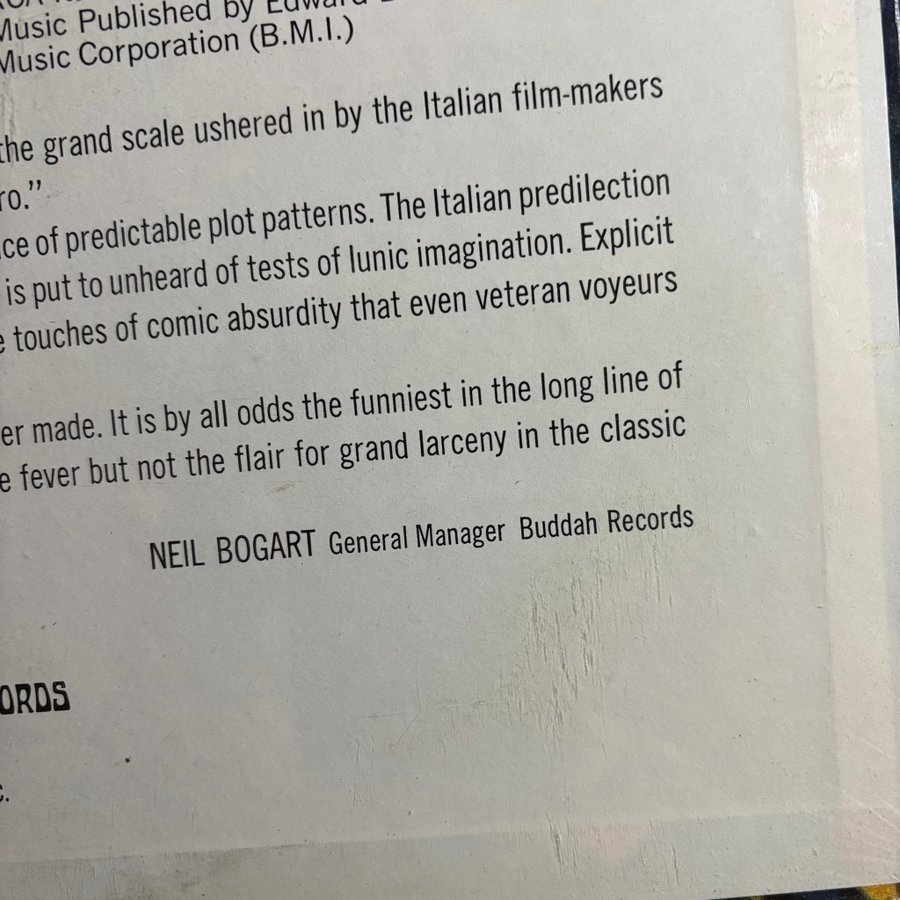 Music Published by Edward
Music Corporation (B.M.I.)
the grand scale ushered in by the Italian film-makers
ro.”
ce of predictable plot patterns. The Italian predilection
is put to unheard of tests of lunic imagination. Explicit
e touches of comic absurdity that even veteran voyeurs
er made. It is by all odds the funniest in the long line of
e fever but not the flair for grand larceny in the classic
NEIL BOGART General Manager Buddah Records
ORDS
c.